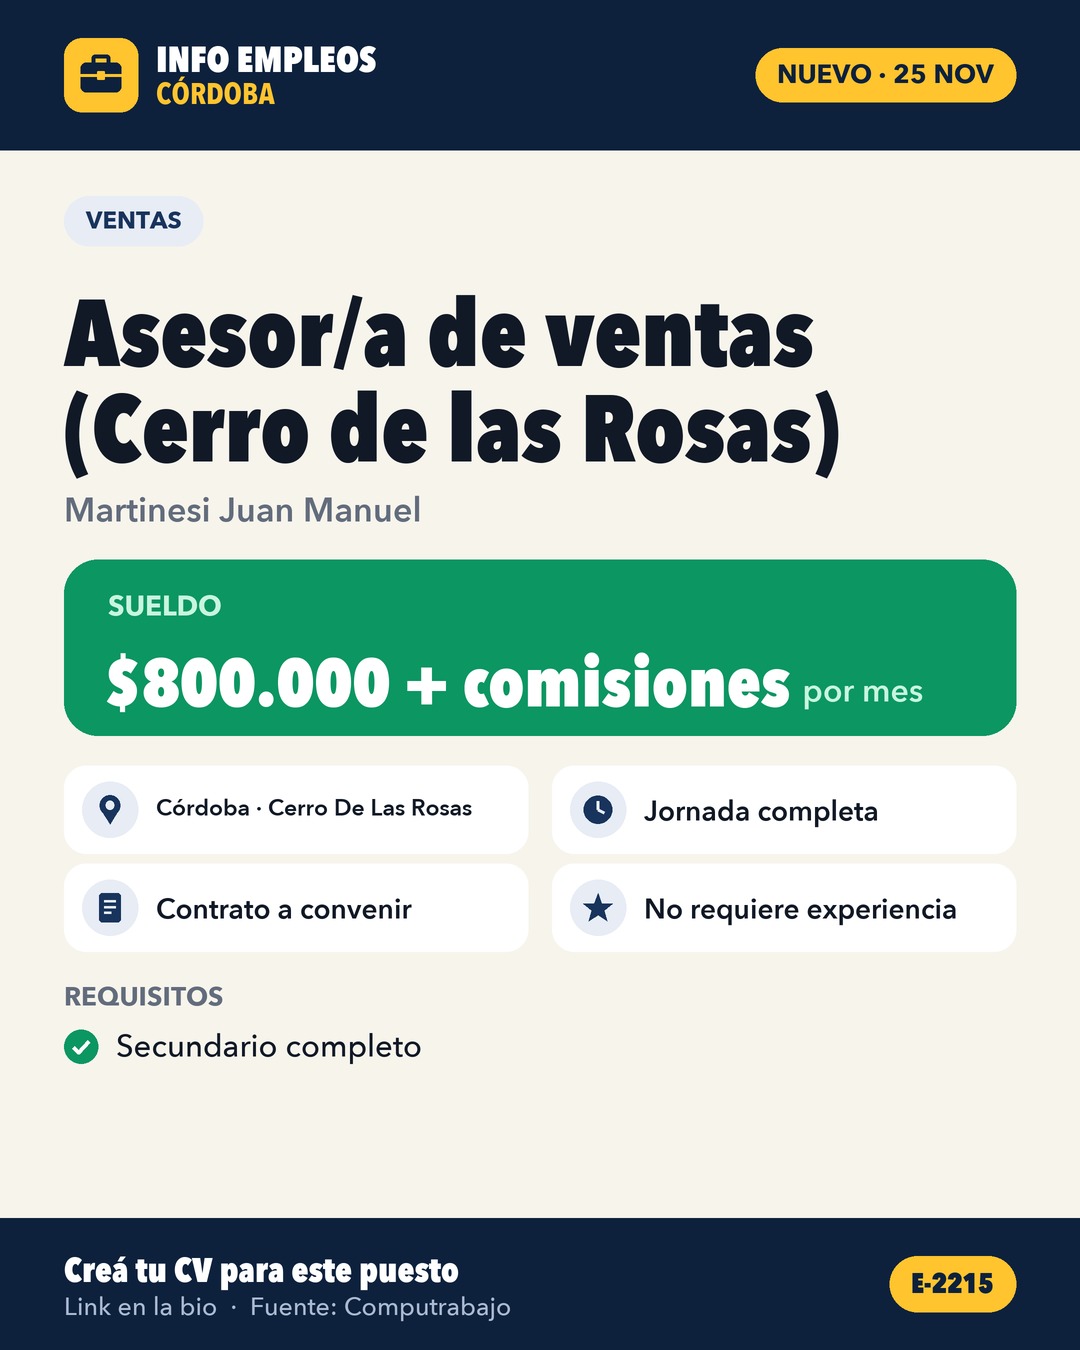 INFO EMPLEOS
CÓRDOBA
NUEVO · 25 NOV
VENTAS
Asesor/a de ventas
(Cerro de las Rosas)
Martinesi Juan Manuel
SUELDO
$800.000 + comisiones por mes
Córdoba · Cerro De Las Rosas
Jornada completa
Contrato a convenir
No requiere experiencia
REQUISITOS
Secundario completo
Creá tu CV para este puesto
Link en la bio · Fuente: Computrabajo
E-2215